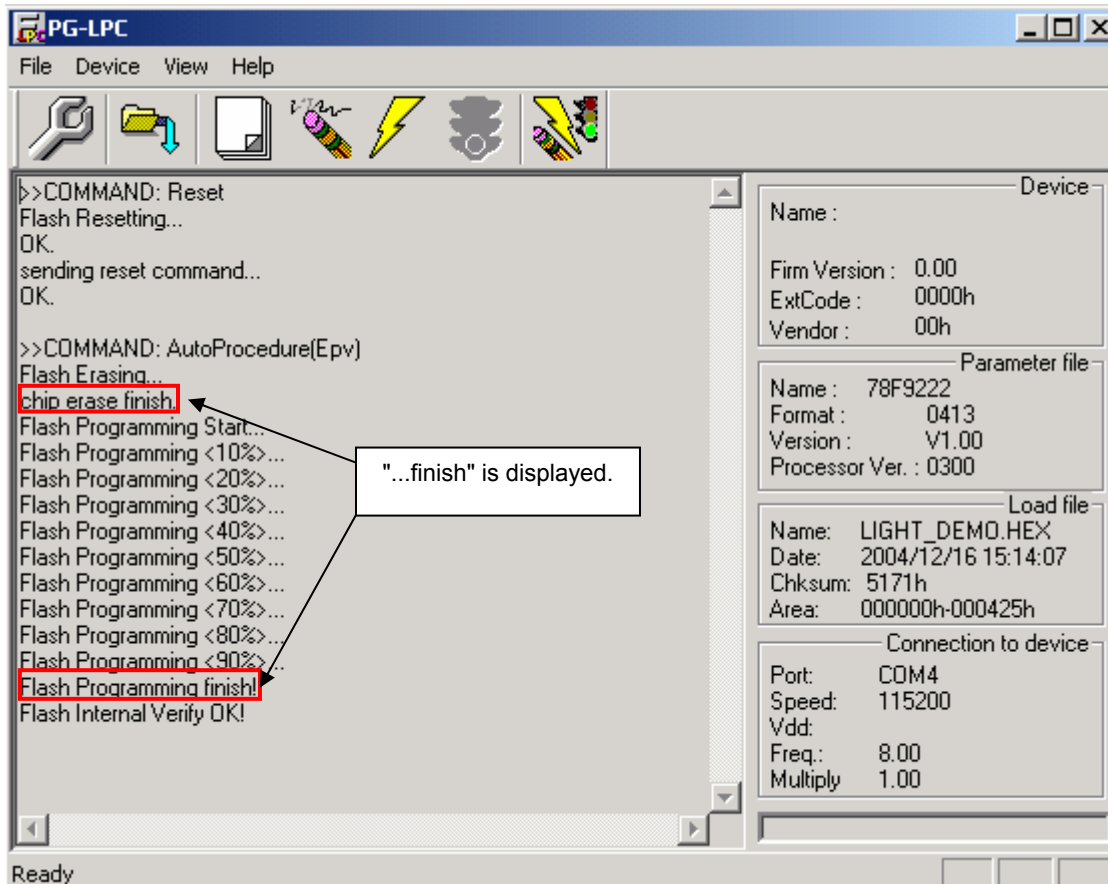 PG-LPC
File Device View Help
>>COMMAND: Reset
Flash Resetting...
OK.
sending reset command...
OK.
>>COMMAND: AutoProcedure(Epv)
Flash Erasing...
chip erase finish.
Flash Programming Start...
Flash Programming <10%>...
Flash Programming <20%>...
Flash Programming <30%>...
Flash Programming <40%>...
Flash Programming <50%>...
Flash Programming <60%>...
Flash Programming <70%>...
Flash Programming <80%>...
Flash Programming <90%>...
Flash Programming finish!
Flash Internal Verify OK!
"...finish" is displayed.
Device
Name :
Firm Version : 0.00
ExtCode : 0000h
Vendor : 00h
Parameter file
Name : 78F9222
Format : 0413
Version : V1.00
Processor Ver. : 0300
Load file
Name: LIGHT_DEMO.HEX
Date: 2004/12/16 15:14:07
Chksum: 5171h
Area: 000000h-000425h
Connection to device
Port: COM4
Speed: 115200
Vdd:
Freq.: 8.00
Multiply 1.00
Ready